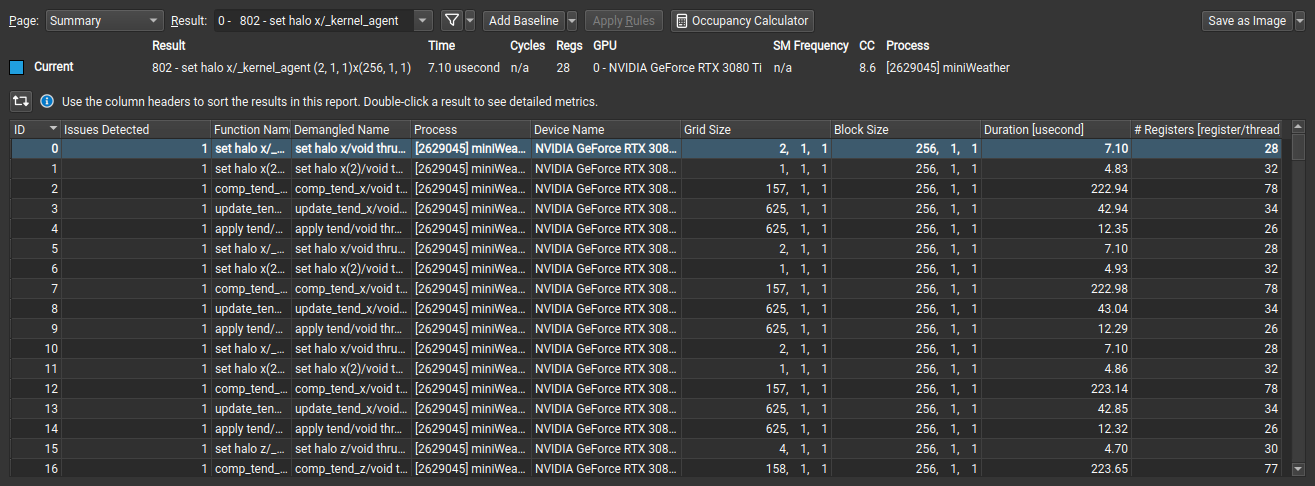 Page: Summary Result: 0 - 802 - set halo x/_kernel_agent Add Baseline Apply Rules Occupancy Calculator Save as Image
Result Time Cycles Regs GPU SM Frequency CC Process
Current 802 - set halo x/_kernel_agent (2, 1, 1)x(256, 1, 1) 7.10 usecond n/a 28 0 - NVIDIA GeForce RTX 3080 Ti n/a 8.6 [2629045] miniWeather
Use the column headers to sort the results in this report. Double-click a result to see detailed metrics.
ID Issues Detected Function Name Demangled Name Process Device Name Grid Size Block Size Duration [usecond] # Registers [register/thread
0 1 set halo x/_... set halo x/void thru... [2629045] miniWea... NVIDIA GeForce RTX 308... 2, 1, 1 256, 1, 1 7.10 28
1 1 set halo x(2... set halo x(2)/void t... [2629045] miniWea... NVIDIA GeForce RTX 308... 1, 1, 1 256, 1, 1 4.83 32
2 1 comp_tend_... comp_tend_x/void t... [2629045] miniWea... NVIDIA GeForce RTX 308... 157, 1, 1 256, 1, 1 222.94 78
3 1 update_ten... update_tend_x/void... [2629045] miniWea... NVIDIA GeForce RTX 308... 625, 1, 1 256, 1, 1 42.94 34
4 1 apply tend/... apply tend/void thr... [2629045] miniWea... NVIDIA GeForce RTX 308... 625, 1, 1 256, 1, 1 12.35 26
5 1 set halo x/_... set halo x/void thru... [2629045] miniWea... NVIDIA GeForce RTX 308... 2, 1, 1 256, 1, 1 7.10 28
6 1 set halo x(2... set halo x(2)/void t... [2629045] miniWea... NVIDIA GeForce RTX 308... 1, 1, 1 256, 1, 1 4.93 32
7 1 comp_tend_... comp_tend_x/void t... [2629045] miniWea... NVIDIA GeForce RTX 308... 157, 1, 1 256, 1, 1 222.98 78
8 1 update_ten... update_tend_x/void... [2629045] miniWea... NVIDIA GeForce RTX 308... 625, 1, 1 256, 1, 1 43.04 34
9 1 apply tend/... apply tend/void thr... [2629045] miniWea... NVIDIA GeForce RTX 308... 625, 1, 1 256, 1, 1 12.29 26
10 1 set halo x/_... set halo x/void thru... [2629045] miniWea... NVIDIA GeForce RTX 308... 2, 1, 1 256, 1, 1 7.10 28
11 1 set halo x(2... set halo x(2)/void t... [2629045] miniWea... NVIDIA GeForce RTX 308... 1, 1, 1 256, 1, 1 4.86 32
12 1 comp_tend_... comp_tend_x/void t... [2629045] miniWea... NVIDIA GeForce RTX 308... 157, 1, 1 256, 1, 1 223.14 78
13 1 update_ten... update_tend_x/void... [2629045] miniWea... NVIDIA GeForce RTX 308... 625, 1, 1 256, 1, 1 42.85 34
14 1 apply tend/... apply tend/void thr... [2629045] miniWea... NVIDIA GeForce RTX 308... 625, 1, 1 256, 1, 1 12.32 26
15 1 set halo z/_... set halo z/void thru... [2629045] miniWea... NVIDIA GeForce RTX 308... 4, 1, 1 256, 1, 1 4.70 30
16 1 comp_tend_... comp_tend_z/void t... [2629045] miniWea... NVIDIA GeForce RTX 308... 158, 1, 1 256, 1, 1 223.65 77